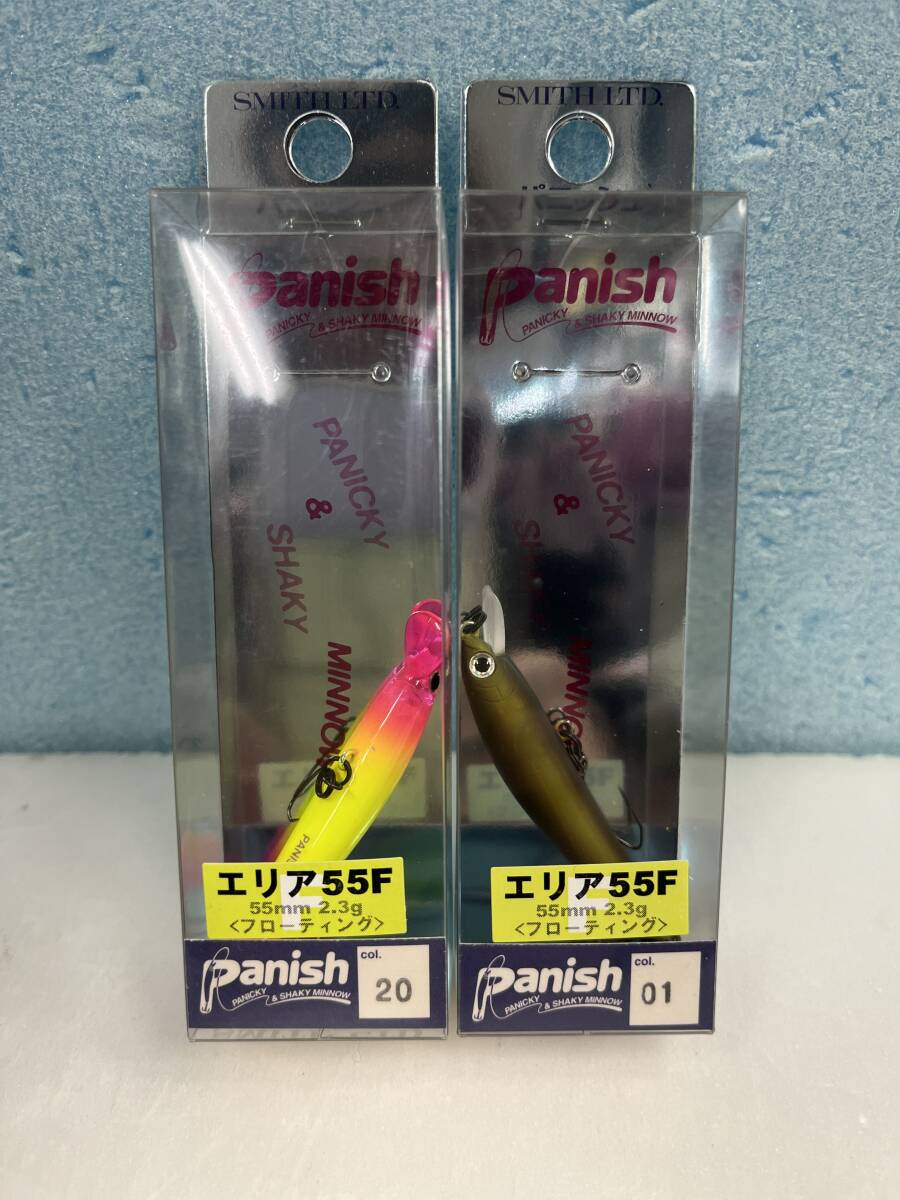 SMITH LTD.
Panish
PANICKY & SHAKY MINNOW
PANICKY
&
SHAKY
MINNOW
PANIS
エリア55F
55mm 2.3g
<フローティング>
Panish
PANICKY & SHAKY MINNOW
col.
20
SMITH LTD.
Panish
PANICKY & SHAKY MINNOW
PANICKY
&
SHAKY
MINNOW
エリア55F
55mm 2.3g
<フローティング>
Panish
PANICKY & SHAKY MINNOW
col.
01